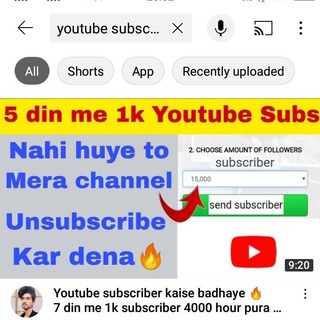 youtube subsc...
All
Shorts
App
Recently uploaded
5 din me 1k Youtube Subs
Nahi huye to
Mera channel
Unsubscribe
Kar dena🔥
2. CHOOSE AMOUNT OF FOLLOWERS
subscriber
15,000
send subscriber
9:20
Youtube subscriber kaise badhaye 🔥
7 din me 1k subscriber 4000 hour pura ...